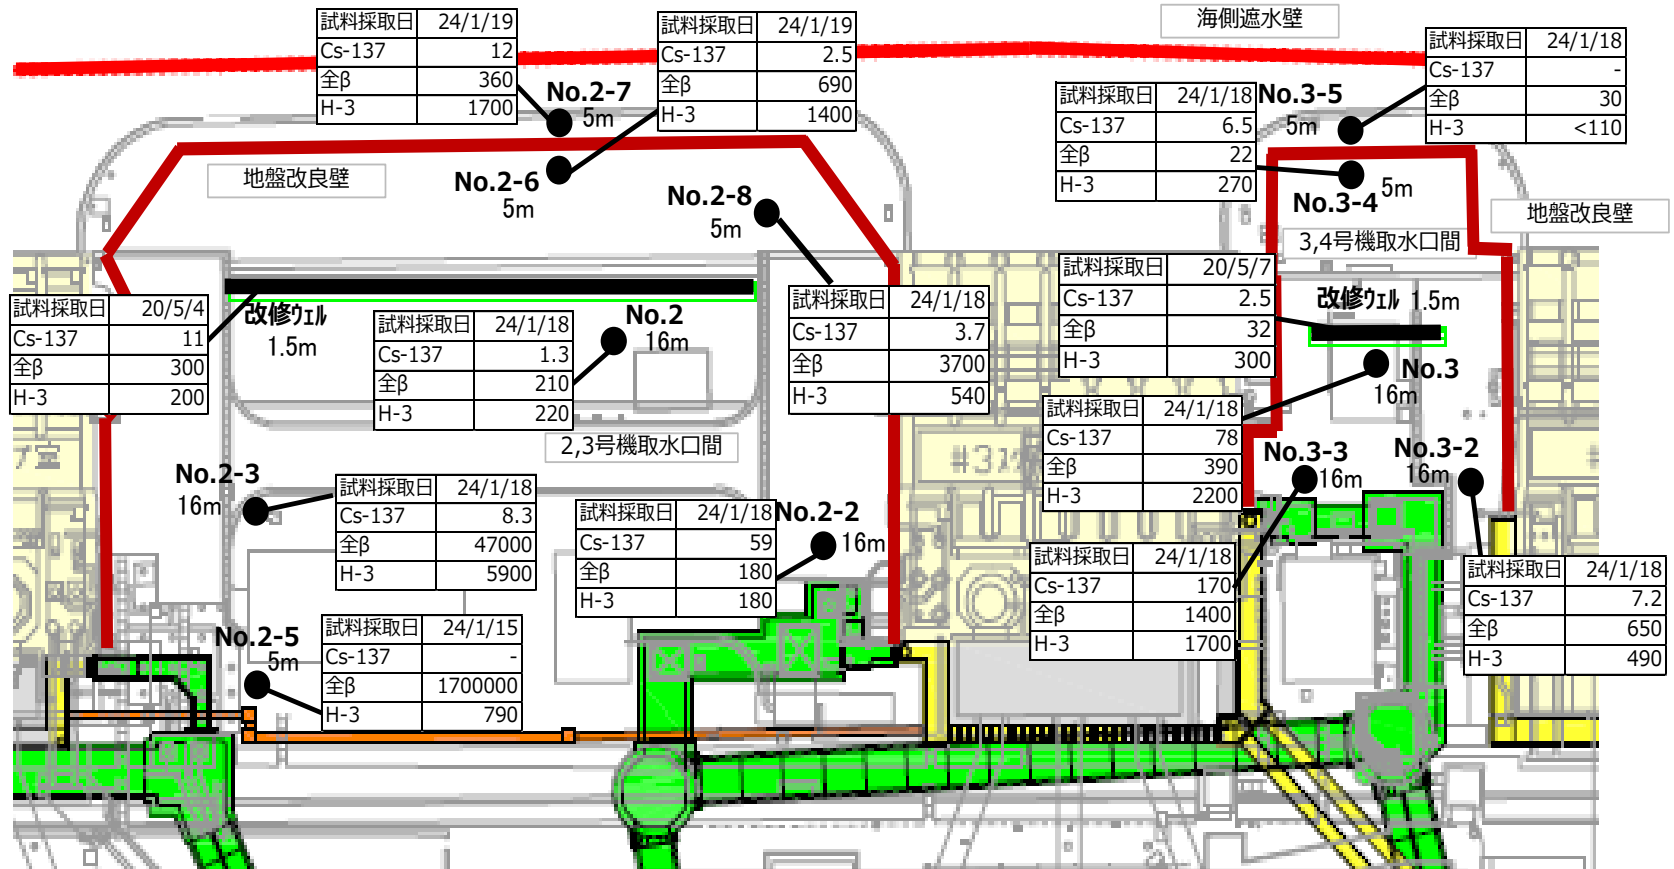 海側遮水壁
試料採取日 24/1/19
Cs-137 12
全β 360
H-3 1700
No.2-7
5m
試料採取日 24/1/19
Cs-137 2.5
全β 690
H-3 1400
No.2-6
5m
地盤改良壁
No.2-8
5m
試料採取日 24/1/18
Cs-137 3.7
全β 3700
H-3 540
試料採取日 24/1/18
Cs-137 6.5
全β 22
H-3 270
No.3-5
5m
試料採取日 24/1/18
Cs-137 -
全β 30
H-3 <110
No.3-4
5m
地盤改良壁
3,4号機取水口間
試料採取日 20/5/4
Cs-137 11
全β 300
H-3 200
改修ウェル
1.5m
試料採取日 24/1/18
Cs-137 1.3
全β 210
H-3 220
No.2
16m
試料採取日 20/5/7
Cs-137 2.5
全β 32
H-3 300
改修ウェル 1.5m
No.3
16m
試料採取日 24/1/18
Cs-137 78
全β 390
H-3 2200
2,3号機取水口間
No.2-3
16m
試料採取日 24/1/18
Cs-137 8.3
全β 47000
H-3 5900
試料採取日 24/1/18
Cs-137 59
全β 180
H-3 180
No.2-2
16m
No.3-3
16m
試料採取日 24/1/18
Cs-137 170
全β 1400
H-3 1700
No.3-2
16m
試料採取日 24/1/18
Cs-137 7.2
全β 650
H-3 490
No.2-5
5m
試料採取日 24/1/15
Cs-137 -
全β 1700000
H-3 790